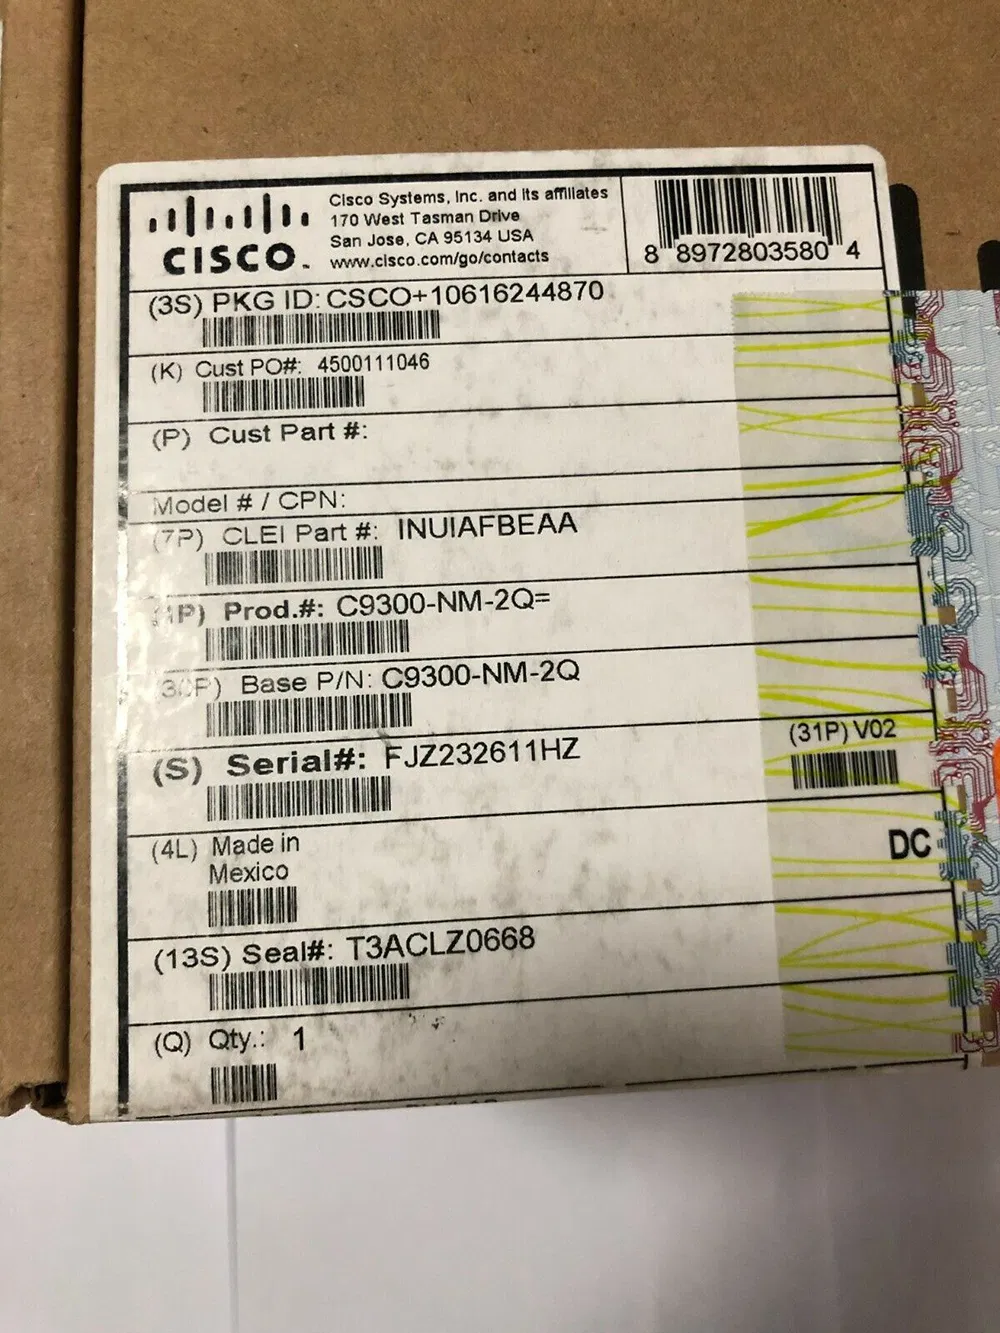 CISCO™
Cisco Systems, Inc. and its affiliates
170 West Tasman Drive
San Jose, CA 95134 USA
www.cisco.com/go/contacts
8 8972803580 4
(3S) PKG ID: CSCO+10616244870
(K) Cust PO#: 4500111046
(P) Cust Part #:
Model # / CPN:
(7P) CLEI Part #: INUIAFBEAA
(1P) Prod.#: C9300-NM-2Q=
(30P) Base P/N: C9300-NM-2Q
(S) Serial#: FJZ232611HZ
(31P) V02
(4L) Made in
Mexico
DC
(13S) Seal#: T3ACLZ0668
(Q) Qty.: 1